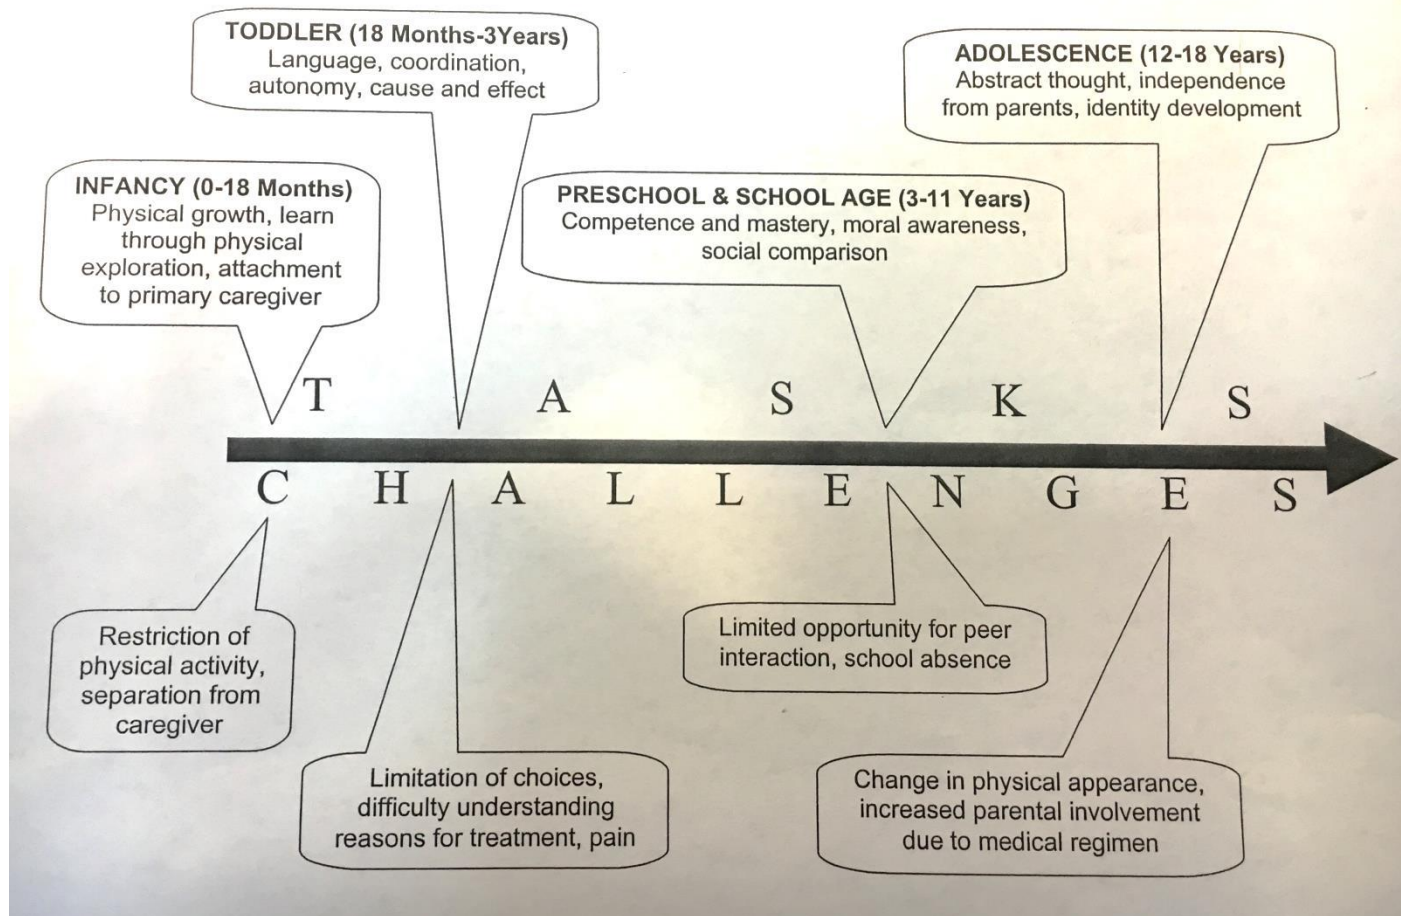 TODDLER (18 Months-3Years)
Language, coordination,
autonomy, cause and effect
ADOLESCENCE (12-18 Years)
Abstract thought, independence
from parents, identity development
INFANCY (0-18 Months)
Physical growth, learn
through physical
exploration, attachment
to primary caregiver
PRESCHOOL & SCHOOL AGE (3-11 Years)
Competence and mastery, moral awareness,
social comparison
T A S K S
C H A L L E N G E S
Restriction of
physical activity,
separation from
caregiver
Limited opportunity for peer
interaction, school absence
Limitation of choices,
difficulty understanding
reasons for treatment, pain
Change in physical appearance,
increased parental involvement
due to medical regimen